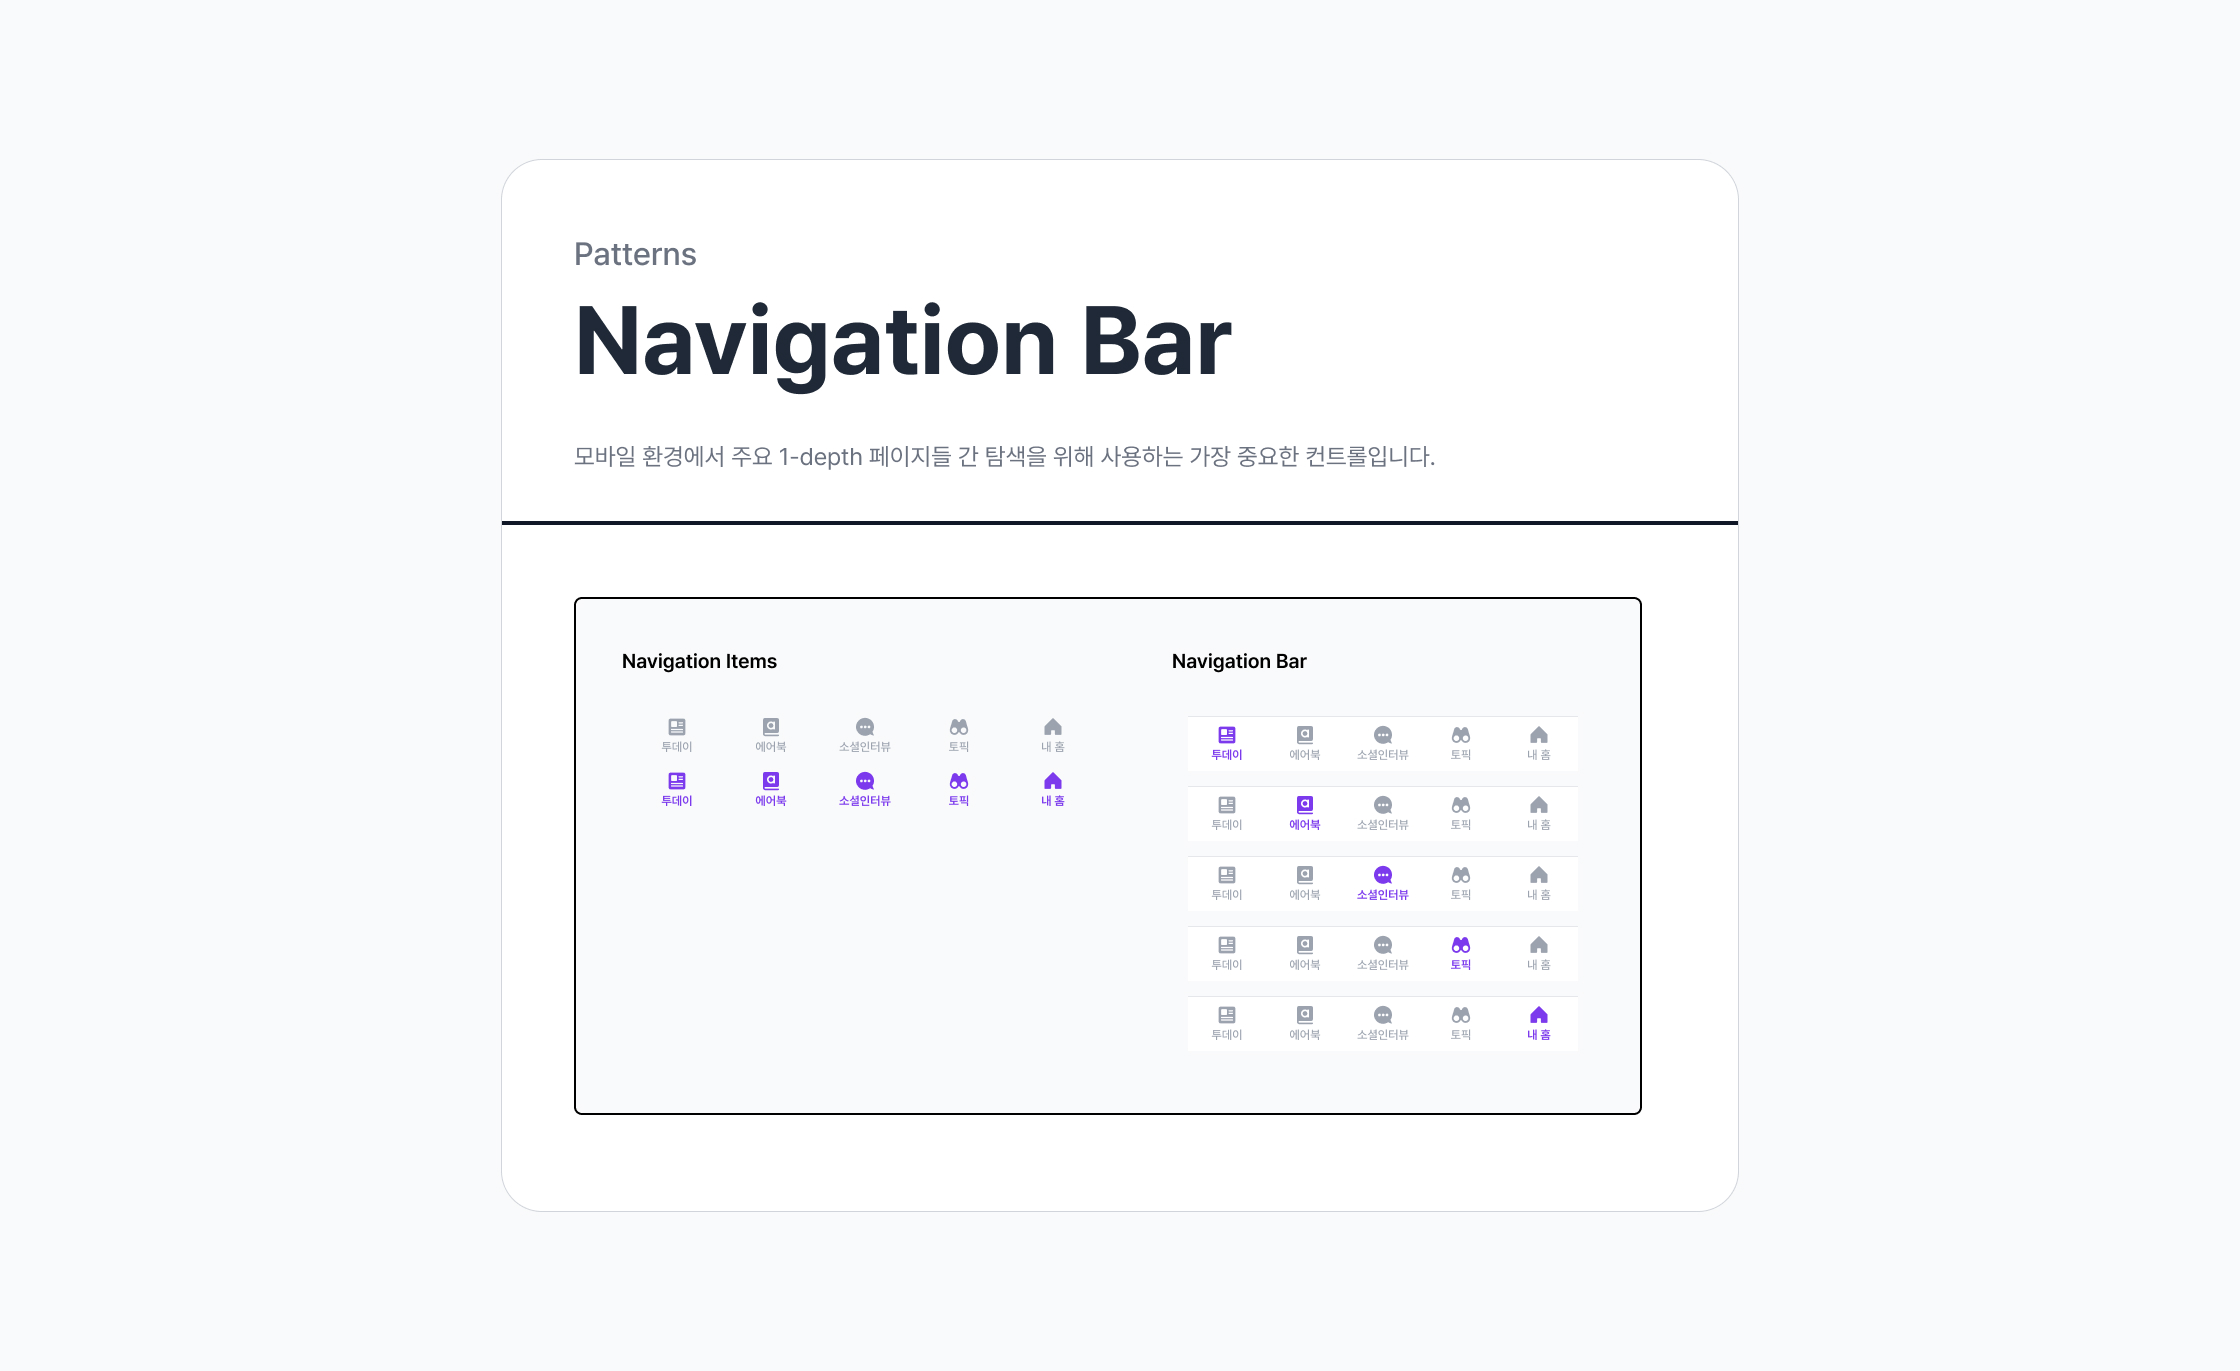 Patterns
Navigation Bar
모바일 환경에서 주요 1-depth 페이지들 간 탐색을 위해 사용하는 가장 중요한 컨트롤입니다.
Navigation Items
투데이 에어북 소셜인터뷰 토픽 내 홈
투데이 에어북 소셜인터뷰 토픽 내 홈
Navigation Bar
투데이 에어북 소셜인터뷰 토픽 내 홈
투데이 에어북 소셜인터뷰 토픽 내 홈
투데이 에어북 소셜인터뷰 토픽 내 홈
투데이 에어북 소셜인터뷰 토픽 내 홈
투데이 에어북 소셜인터뷰 토픽 내 홈